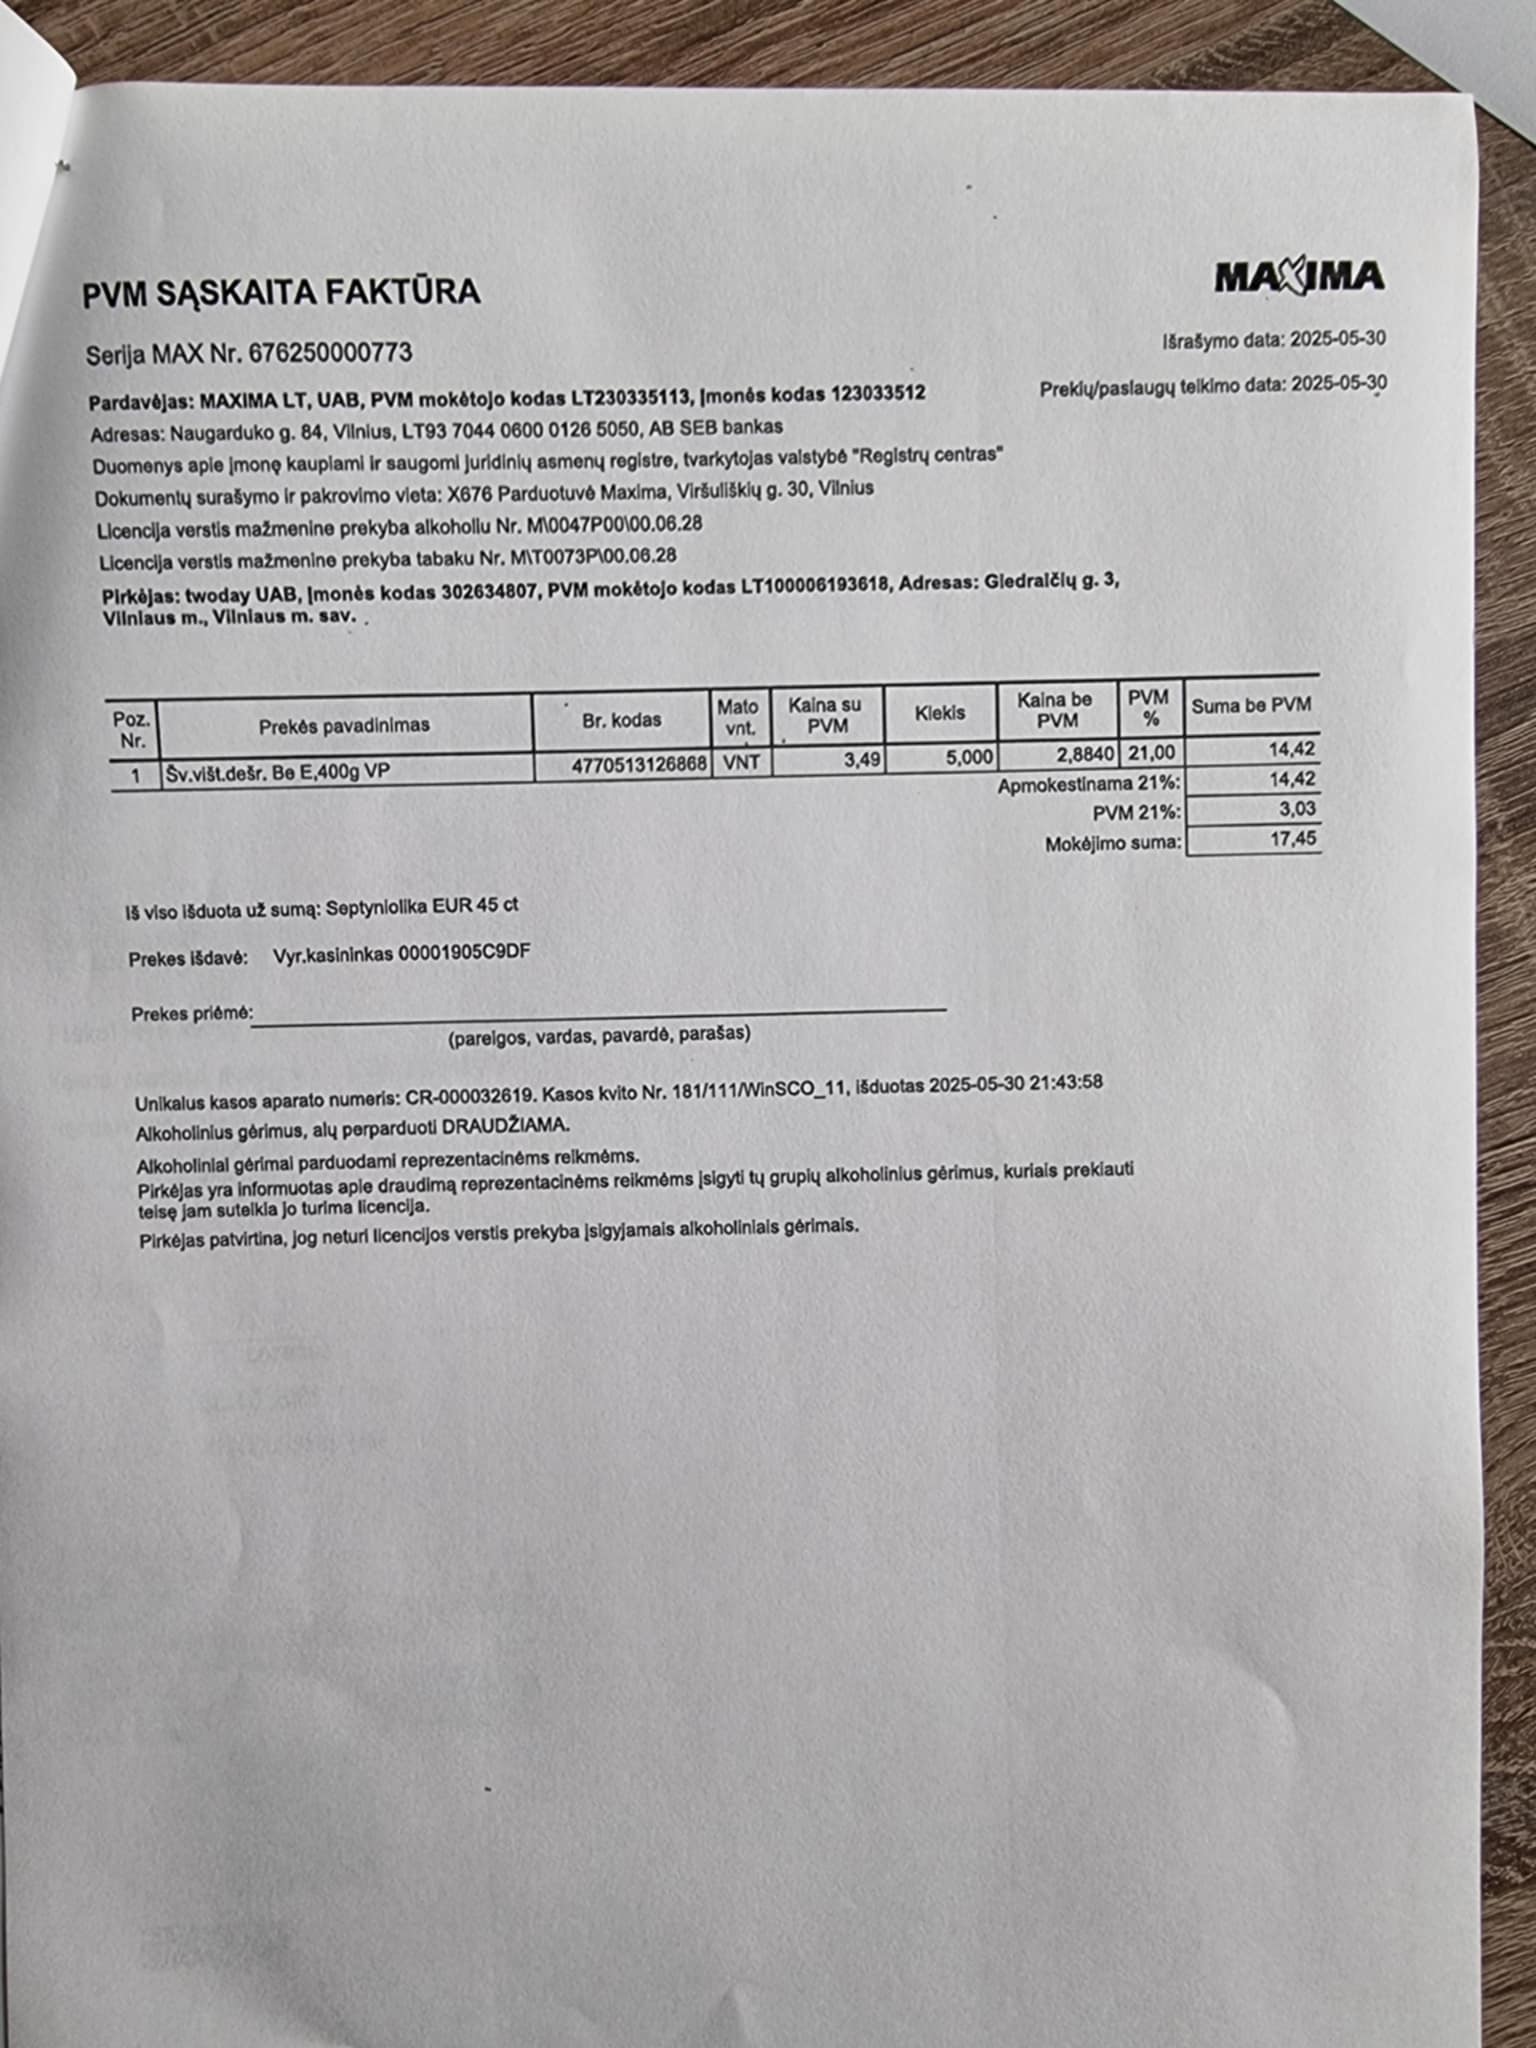 MAXIMA
PVM SĄSKAITA FAKTŪRA
Serija MAX Nr. 676250000773
Išrašymo data: 2025-05-30
Prekių/paslaugų teikimo data: 2025-05-30
Pardavėjas: MAXIMA LT, UAB, PVM mokėtojo kodas LT230335113, Įmonės kodas 123033512
Adresas: Naugarduko g. 84, Vilnius, LT93 7044 0600 0126 5050, AB SEB bankas
Duomenys apie įmonę kaupiami ir saugomi juridinių asmenų registre, tvarkytojas valstybė "Registrų centras"
Dokumentų surašymo ir pakrovimo vieta: X676 Parduotuvė Maxima, Viršuliškių g. 30, Vilnius
Licencija verstis mažmenine prekyba alkoholiu Nr. M\0047P00\00.06.28
Licencija verstis mažmenine prekyba tabaku Nr. M\T0073P\00.06.28
Pirkėjas: twoday UAB, Įmonės kodas 302634807, PVM mokėtojo kodas LT100006193618, Adresas: Giedraičių g. 3,
Vilniaus m., Vilniaus m. sav.
Poz. Nr. Prekės pavadinimas Br. kodas Mato vnt. Kaina su PVM Kiekis Kaina be PVM PVM % Suma be PVM
1 Šv.višt.dešr. Be E,400g VP 4770513126868 VNT 3,49 5,000 2,8840 21,00 14,42
Apmokestinama 21%: 14,42
PVM 21%: 3,03
Mokėjimo suma: 17,45
Iš viso išduota už sumą: Septyniolika EUR 45 ct
Prekes išdavė: Vyr.kasininkas 00001905C9DF
Prekes priėmė:
(pareigos, vardas, pavardė, parašas)
Unikalus kasos aparato numeris: CR-000032619. Kasos kvito Nr. 181/111/WinSCO_11, išduotas 2025-05-30 21:43:58
Alkoholinius gėrimus, alų perparduoti DRAUDŽIAMA.
Alkoholiniai gėrimai parduodami reprezentacinėms reikmėms.
Pirkėjas yra informuotas apie draudimą reprezentacinėms reikmėms įsigyti tų grupių alkoholinius gėrimus, kuriais prekiauti
teisę jam suteikia jo turima licencija.
Pirkėjas patvirtina, jog neturi licencijos verstis prekyba įsigyjamais alkoholiniais gėrimais.